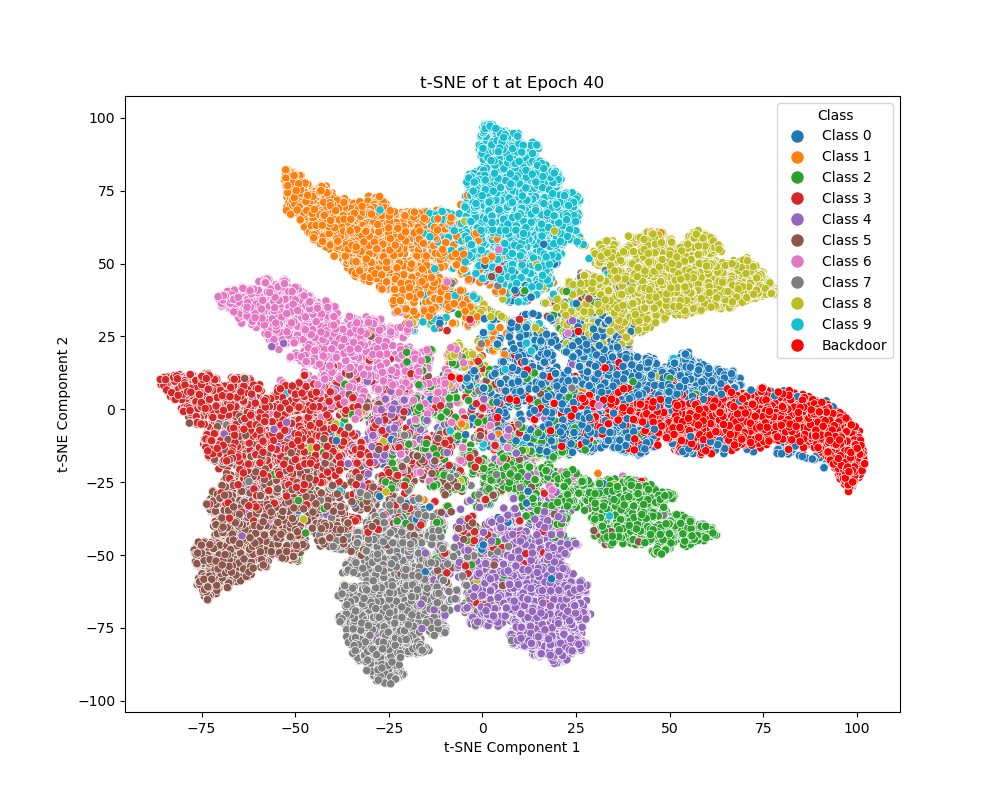 t-SNE of t at Epoch 40
t-SNE Component 2
100
75
50
25
0
−25
−50
−75
−100
−75
−50
−25
0
25
50
75
100
t-SNE Component 1
Class
Class 0
Class 1
Class 2
Class 3
Class 4
Class 5
Class 6
Class 7
Class 8
Class 9
Backdoor